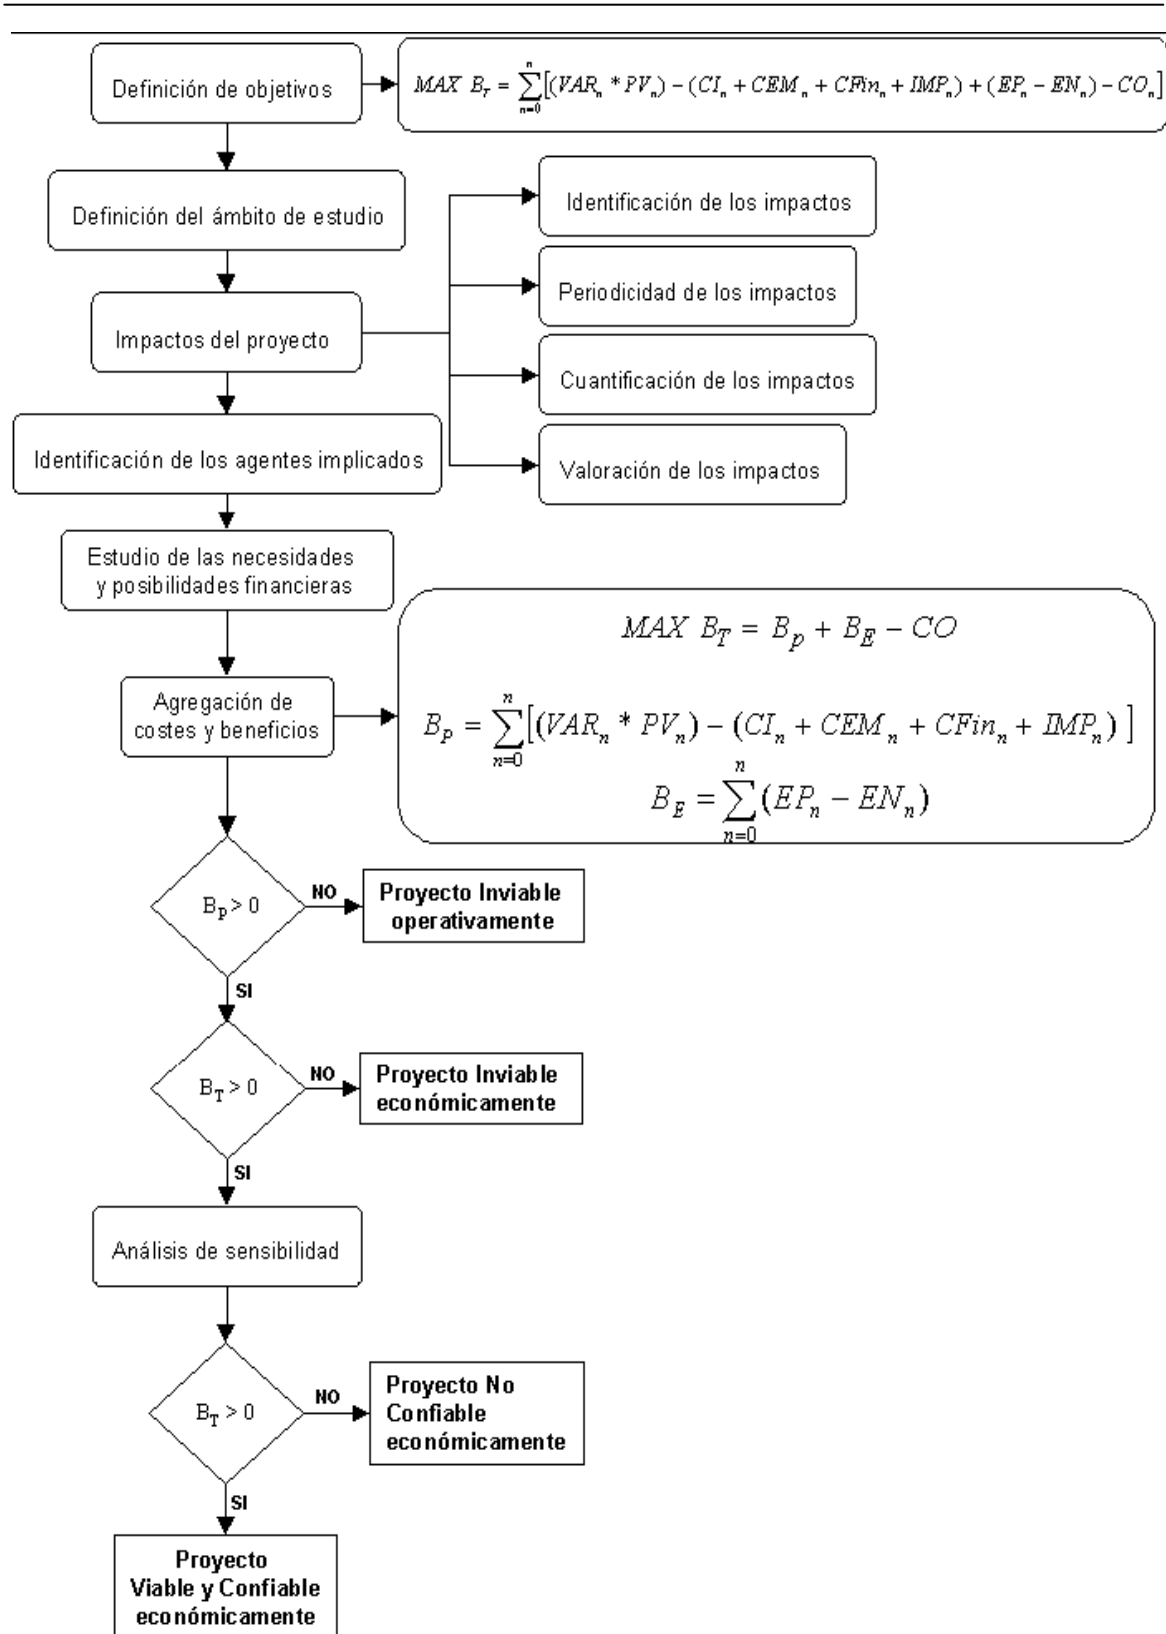 Definición de objetivos
MAX B_T = \sum_{n=0}^{n} [(VAR_n * PV_n) − (CI_n + CEM_n + CFin_n + IMP_n) + (EP_n − EN_n) − CO_n]
Definición del ámbito de estudio
Impactos del proyecto
Identificación de los impactos
Periodicidad de los impactos
Cuantificación de los impactos
Valoración de los impactos
Identificación de los agentes implicados
Estudio de las necesidades
y posibilidades financieras
Agregación de
costes y beneficios
MAX B_T = B_p + B_E − CO
B_p = \sum_{n=0}^{n} [(VAR_n * PV_n) − (CI_n + CEM_n + CFin_n + IMP_n) ]
B_E = \sum_{n=0}^{n} (EP_n − EN_n)
B_p > 0
NO
Proyecto Inviable
operativamente
SI
B_T > 0
NO
Proyecto Inviable
económicamente
SI
Análisis de sensibilidad
B_T > 0
NO
Proyecto No
Confiable
económicamente
SI
Proyecto
Viable y Confiable
económicamente